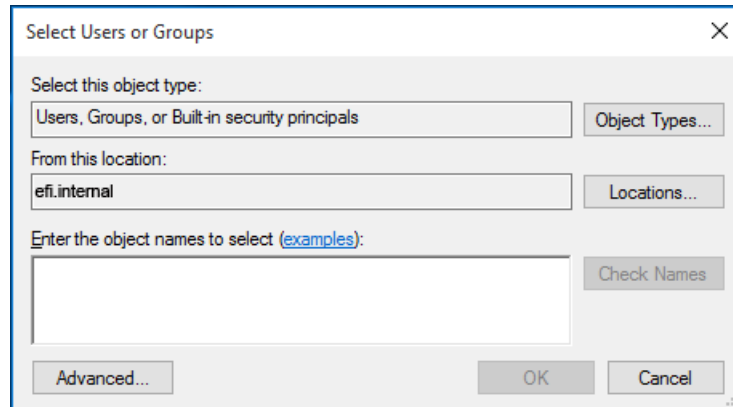 Select Users or Groups
Select this object type:
Users, Groups, or Built-in security principals
Object Types...
From this location:
efi.internal
Locations...
Enter the object names to select (examples):
Check Names
Advanced...
OK
Cancel